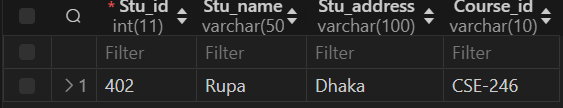 * Stu_id Stu_name Stu_address Course_id
int(11) varchar(50 varchar(100) varchar(10)
Filter Filter Filter Filter
1 402 Rupa Dhaka CSE-246